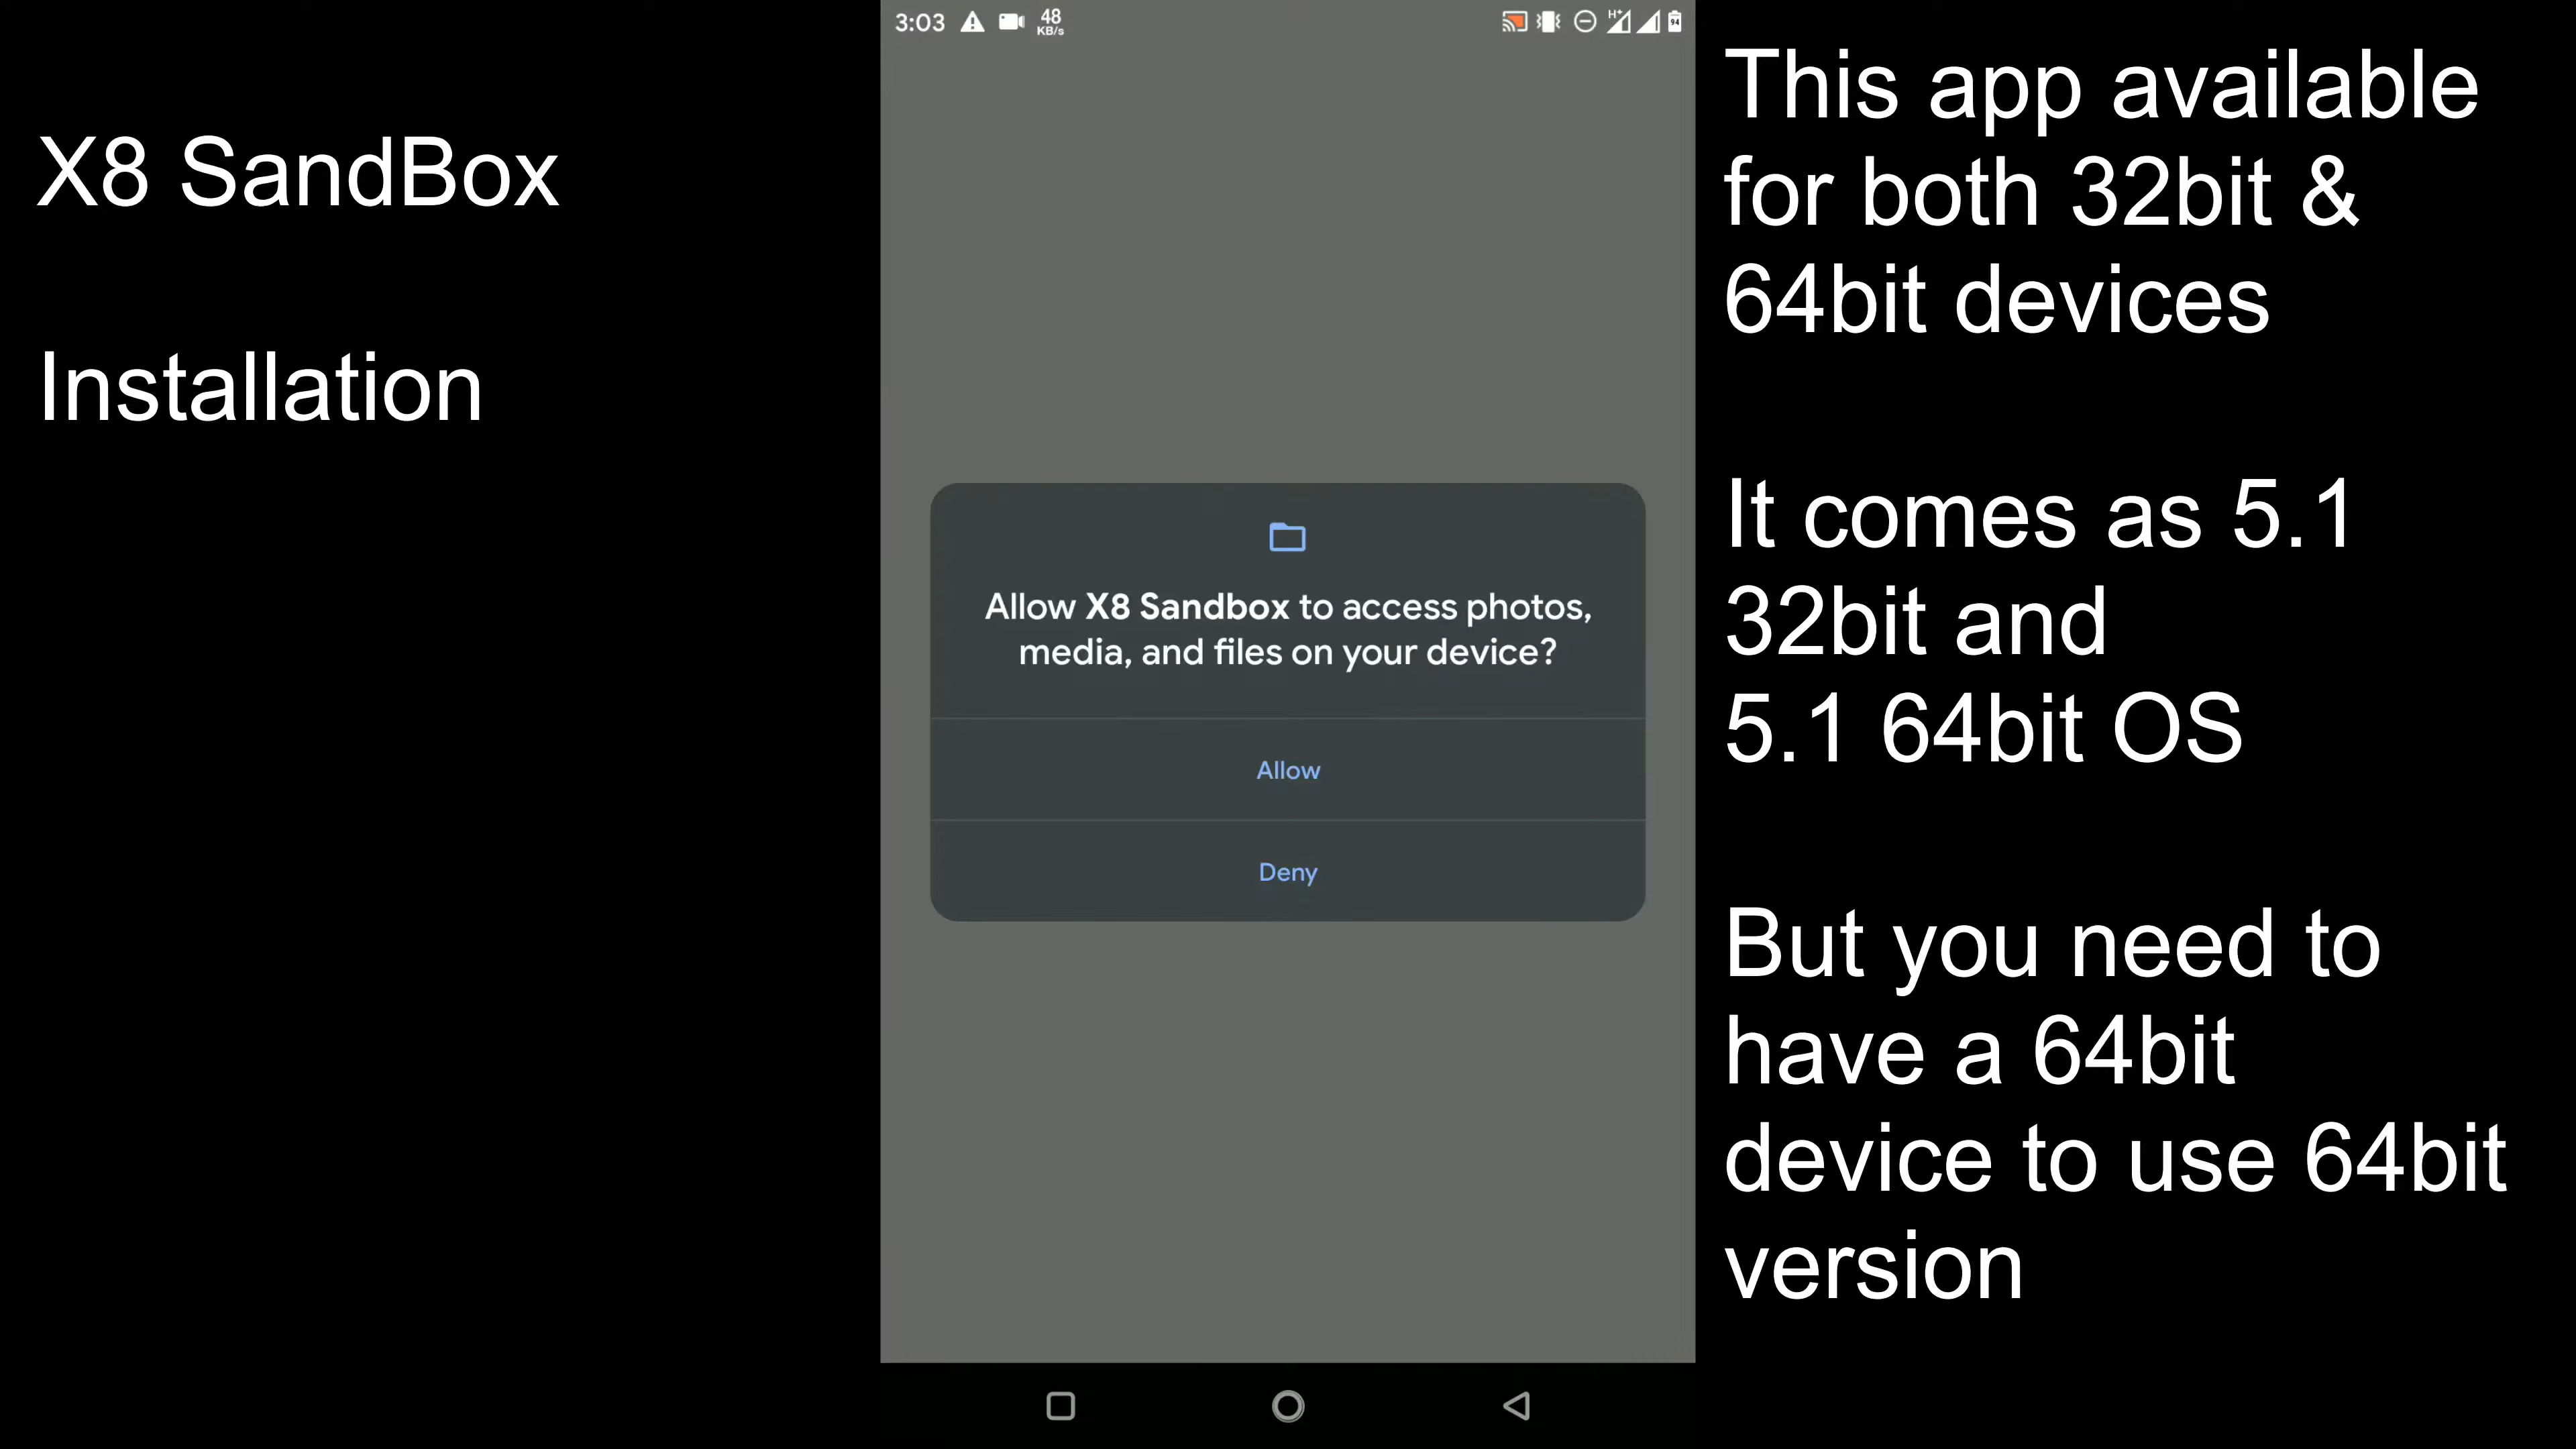 X8 SandBox
Installation
3:03
48
KB/s
H+
94
Allow X8 Sandbox to access photos,
media, and files on your device?
Allow
Deny
This app available
for both 32bit &
64bit devices
It comes as 5.1
32bit and
5.1 64bit OS
But you need to
have a 64bit
device to use 64bit
version